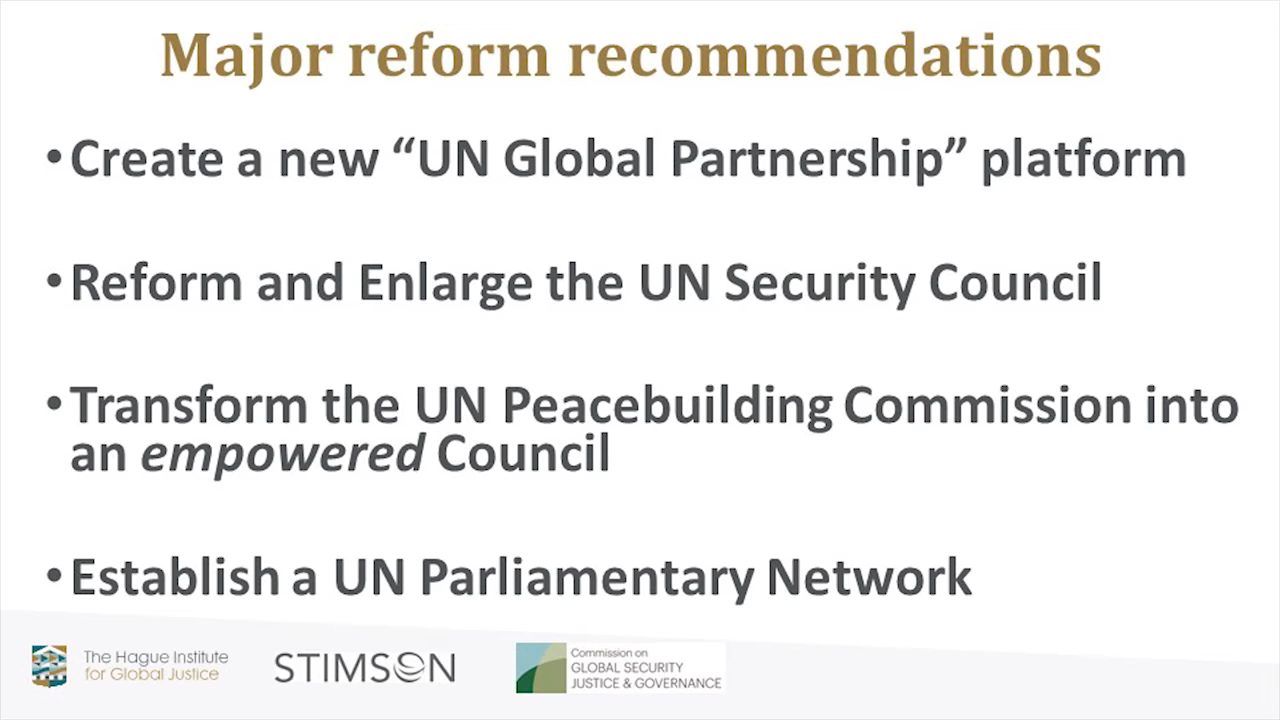 Major reform recommendations
•Create a new “UN Global Partnership” platform
•Reform and Enlarge the UN Security Council
•Transform the UN Peacebuilding Commission into
an empowered Council
•Establish a UN Parliamentary Network
The Hague Institute
for Global Justice
STIMSON
Commission on
GLOBAL SECURITY
JUSTICE & GOVERNANCE